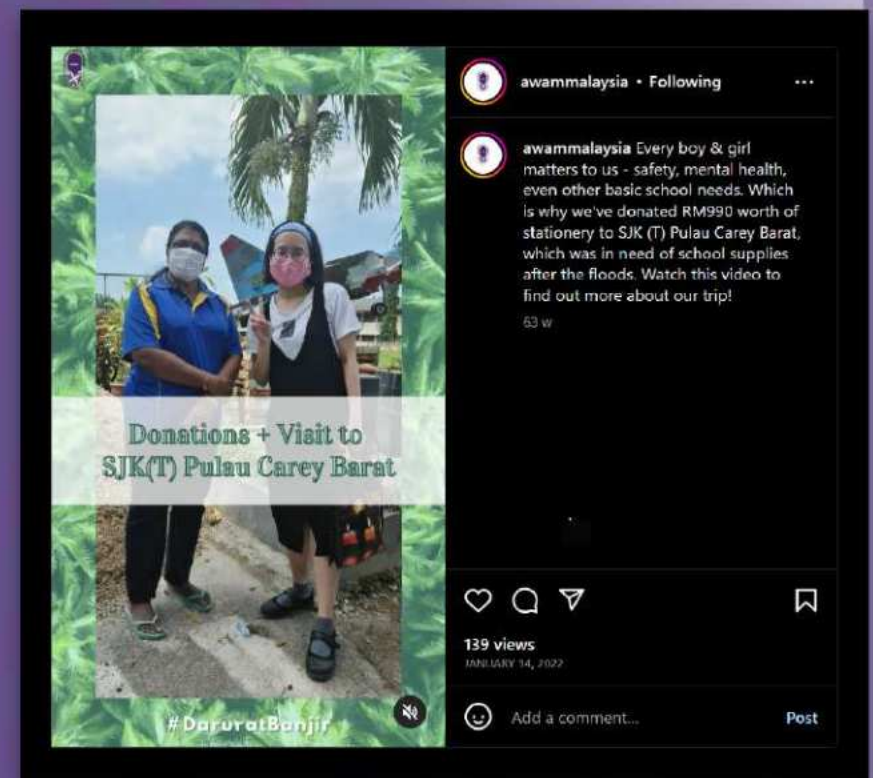 awammalaysia • Following
awammalaysia Every boy & girl
matters to us - safety, mental health,
even other basic school needs. Which
is why we've donated RM990 worth of
stationery to SJK (T) Pulau Carey Barat,
which was in need of school supplies
after the floods. Watch this video to
find out more about our trip!
63 w
Donations + Visit to
SJK(T) Pulau Carey Barat
#DaruratBanjir
139 views
JANUARY 14, 2022
Add a comment...
Post